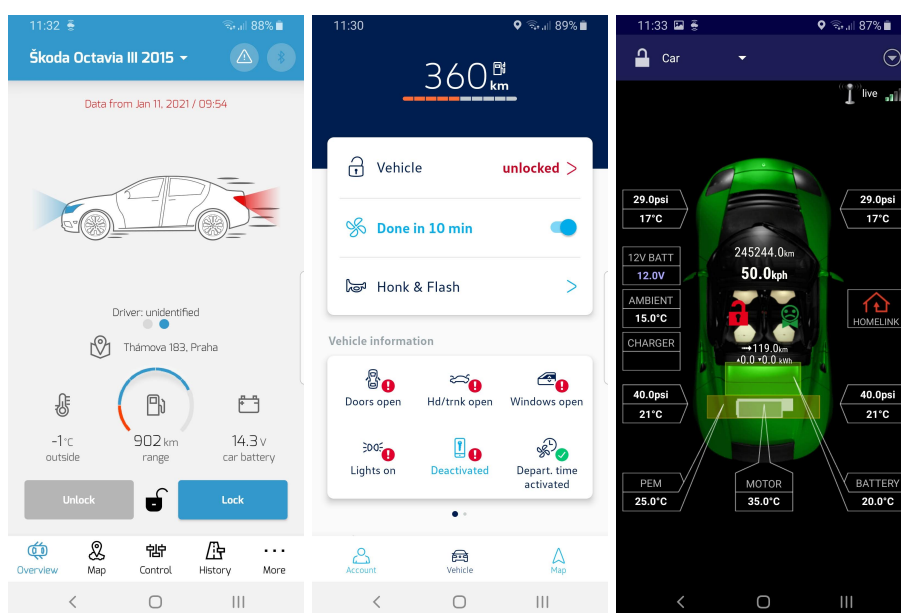 11:32
88%
Škoda Octavia III 2015
Data from Jan 11, 2021 / 09:54
Driver: unidentified
Thámova 183, Praha
-1°C
outside
902 km
range
14.3 V
car battery
Unlock
Lock
Overview
Map
Control
History
More
11:30
89%
360 km
Vehicle
unlocked
Done in 10 min
Honk & Flash
Vehicle information
Doors open
Hd/trnk open
Windows open
Lights on
Deactivated
Depart. time
activated
Account
Vehicle
Map
11:33
87%
Car
live
29.0psi
17°C
29.0psi
17°C
12V BATT
12.0V
AMBIENT
15.0°C
CHARGER
245244.0km
50.0kph
HOMELINK
119.0km
0.0 0.0 kWh
40.0psi
21°C
40.0psi
21°C
PEM
25.0°C
MOTOR
35.0°C
BATTERY
20.0°C